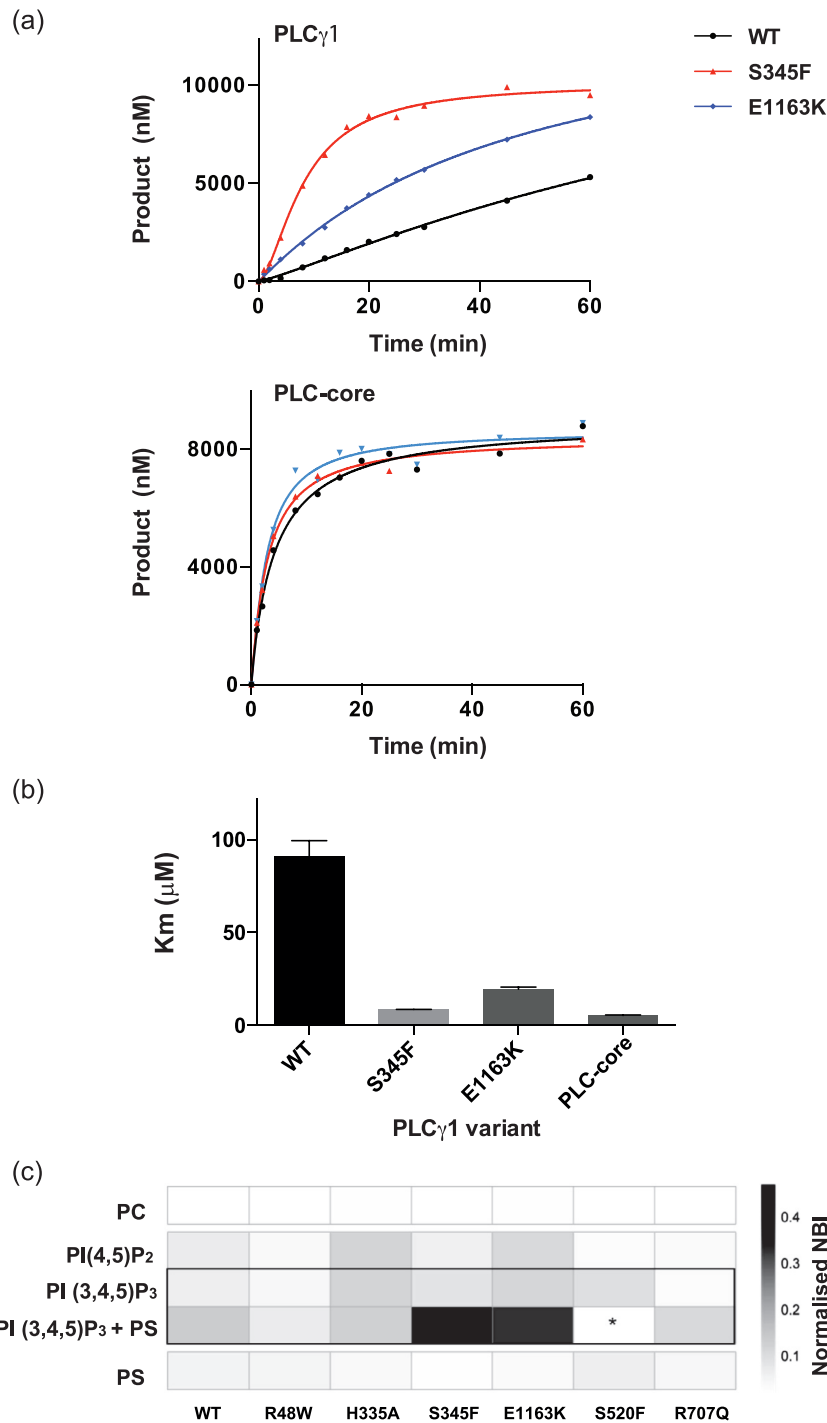 (a)
PLCγ1
WT
S345F
E1163K
10000
5000
0
Product (nM)
0 20 40 60
Time (min)
PLC-core
8000
4000
0
Product (nM)
0 20 40 60
Time (min)
(b)
100
50
0
Km (μM)
WT S345F E1163K PLC-core
PLCγ1 variant
(c)
PC
PI(4,5)P2
PI (3,4,5)P3
PI (3,4,5)P3 + PS
*
PS
WT R48W H335A S345F E1163K S520F R707Q
0.4
0.3
0.2
0.1
Normalised NBI